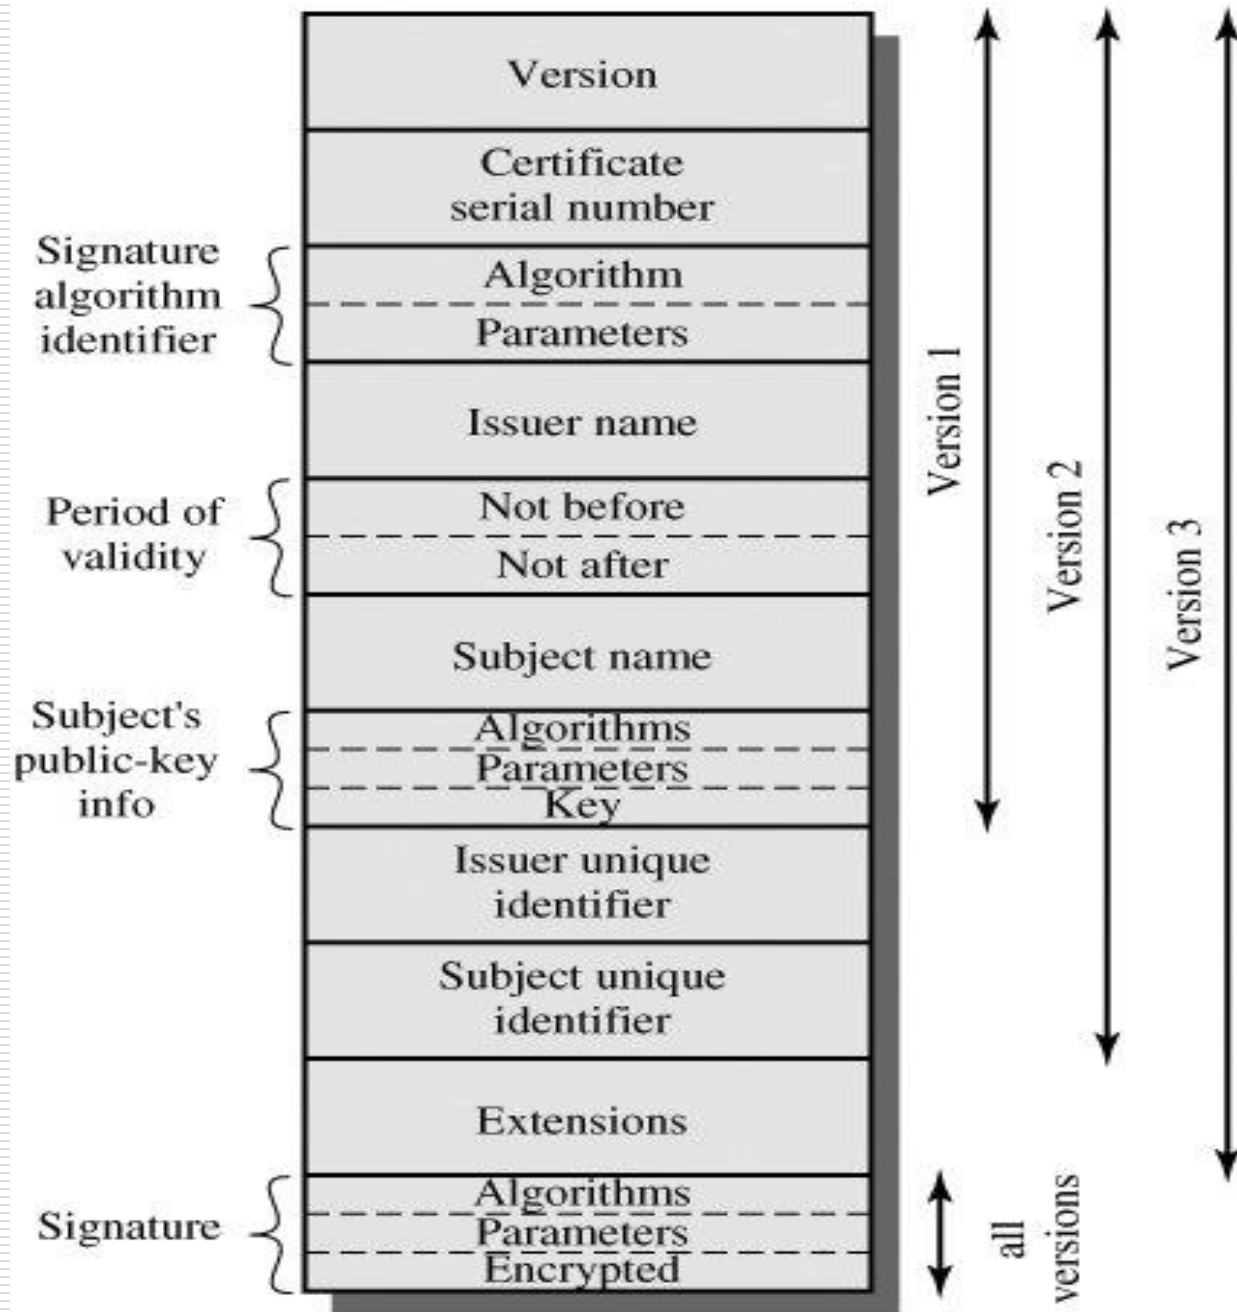 Version
Certificate
serial number
Signature
algorithm
identifier
Algorithm
Parameters
Issuer name
Period of
validity
Not before
Not after
Subject name
Subject's
public-key
info
Algorithms
Parameters
Key
Issuer unique
identifier
Subject unique
identifier
Extensions
Signature
Algorithms
Parameters
Encrypted
Version 1
Version 2
Version 3
all
versions